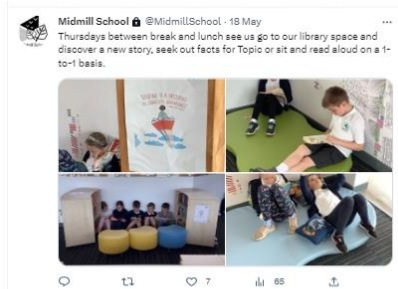 Midmill School @MidmillSchool · 18 May
Thursdays between break and lunch see us go to our library space and
discover a new story, seek out facts for Topic or sit and read aloud on a 1-
to-1 basis.
7
65